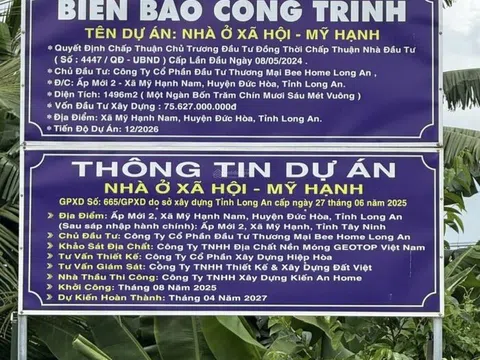 BIỂN BÁO CÔNG TRÌNH
TÊN DỰ ÁN: NHÀ Ở XÃ HỘI - MỸ HẠNH
Quyết Định Chấp Thuận Chủ Trương Đầu Tư Đồng Thời Chấp Thuận Nhà Đầu Tư
( Số : 4447 / QĐ - UBND ) Cấp Lần Đầu Ngày 08/05/2024 .
Chủ Đầu Tư: Công Ty Cổ Phần Đầu Tư Thương Mại Bee Home Long An ,
Đ/C: Ấp Mới 2 - Xã Mỹ Hạnh Nam, Huyện Đức Hòa, Tỉnh Long An.
Diện Tích: 1496m2 ( Một Ngàn Bốn Trăm Chín Mươi Sáu Mét Vuông )
Vốn Đầu Tư Xây Dựng : 75.627.000.000đ
Địa Điểm: Xã Mỹ Hạnh Nam, Huyện Đức Hòa, Tỉnh Long An.
Tiến Độ Dự Án: 12/2026
THÔNG TIN DỰ ÁN
NHÀ Ở XÃ HỘI - MỸ HẠNH
GPXD Số: 665/GPXD do sở xây dựng Tỉnh Long An cấp ngày 27 tháng 06 năm 2025
Địa Điểm: Ấp Mới 2, Xã Mỹ Hạnh Nam, Huyện Đức Hòa, Tỉnh Long An
(Sau sáp nhập hành chính): Ấp Mới 2, Xã Mỹ Hạnh, Tỉnh Tây Ninh
Chủ Đầu Tư: Công Ty Cổ Phần Đầu Tư Thương Mại Bee Home Long An
Khảo Sát Địa Chất: Công Ty TNHH Địa Chất Nền Móng GEOTOP Việt Nam
Tư Vấn Thiết Kế: Công Ty Xây Dựng Hiệp Hòa
Tư Vấn Giám Sát: Công Ty TNHH Thiết Kế & Xây Dựng Đất Việt
Nhà Thầu Thi Công: Công Ty TNHH Xây Dựng Kiến An Home
Khởi Công: Tháng 08 Năm 2025
Dự Kiến Hoàn Thành: Tháng 04 Năm 2027